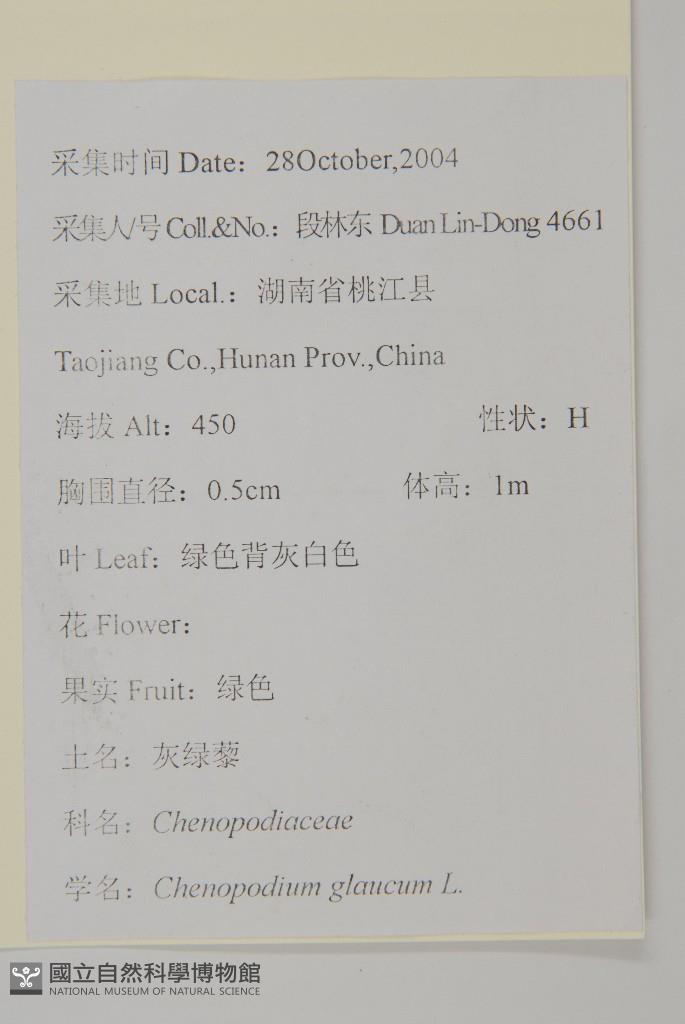 采集时间 Date：28October,2004
采集人/号 Coll.&No.：段林东 Duan Lin-Dong 4661
采集地 Local.：湖南省桃江县
Taojiang Co.,Hunan Prov.,China
海拔 Alt：450 性状：H
胸围直径：0.5cm 体高：1m
叶 Leaf：绿色背灰白色
花 Flower：
果实 Fruit：绿色
土名：灰绿藜
科名：Chenopodiaceae
学名：Chenopodium glaucum L.
國立自然科學博物館
NATIONAL MUSEUM OF NATURAL SCIENCE